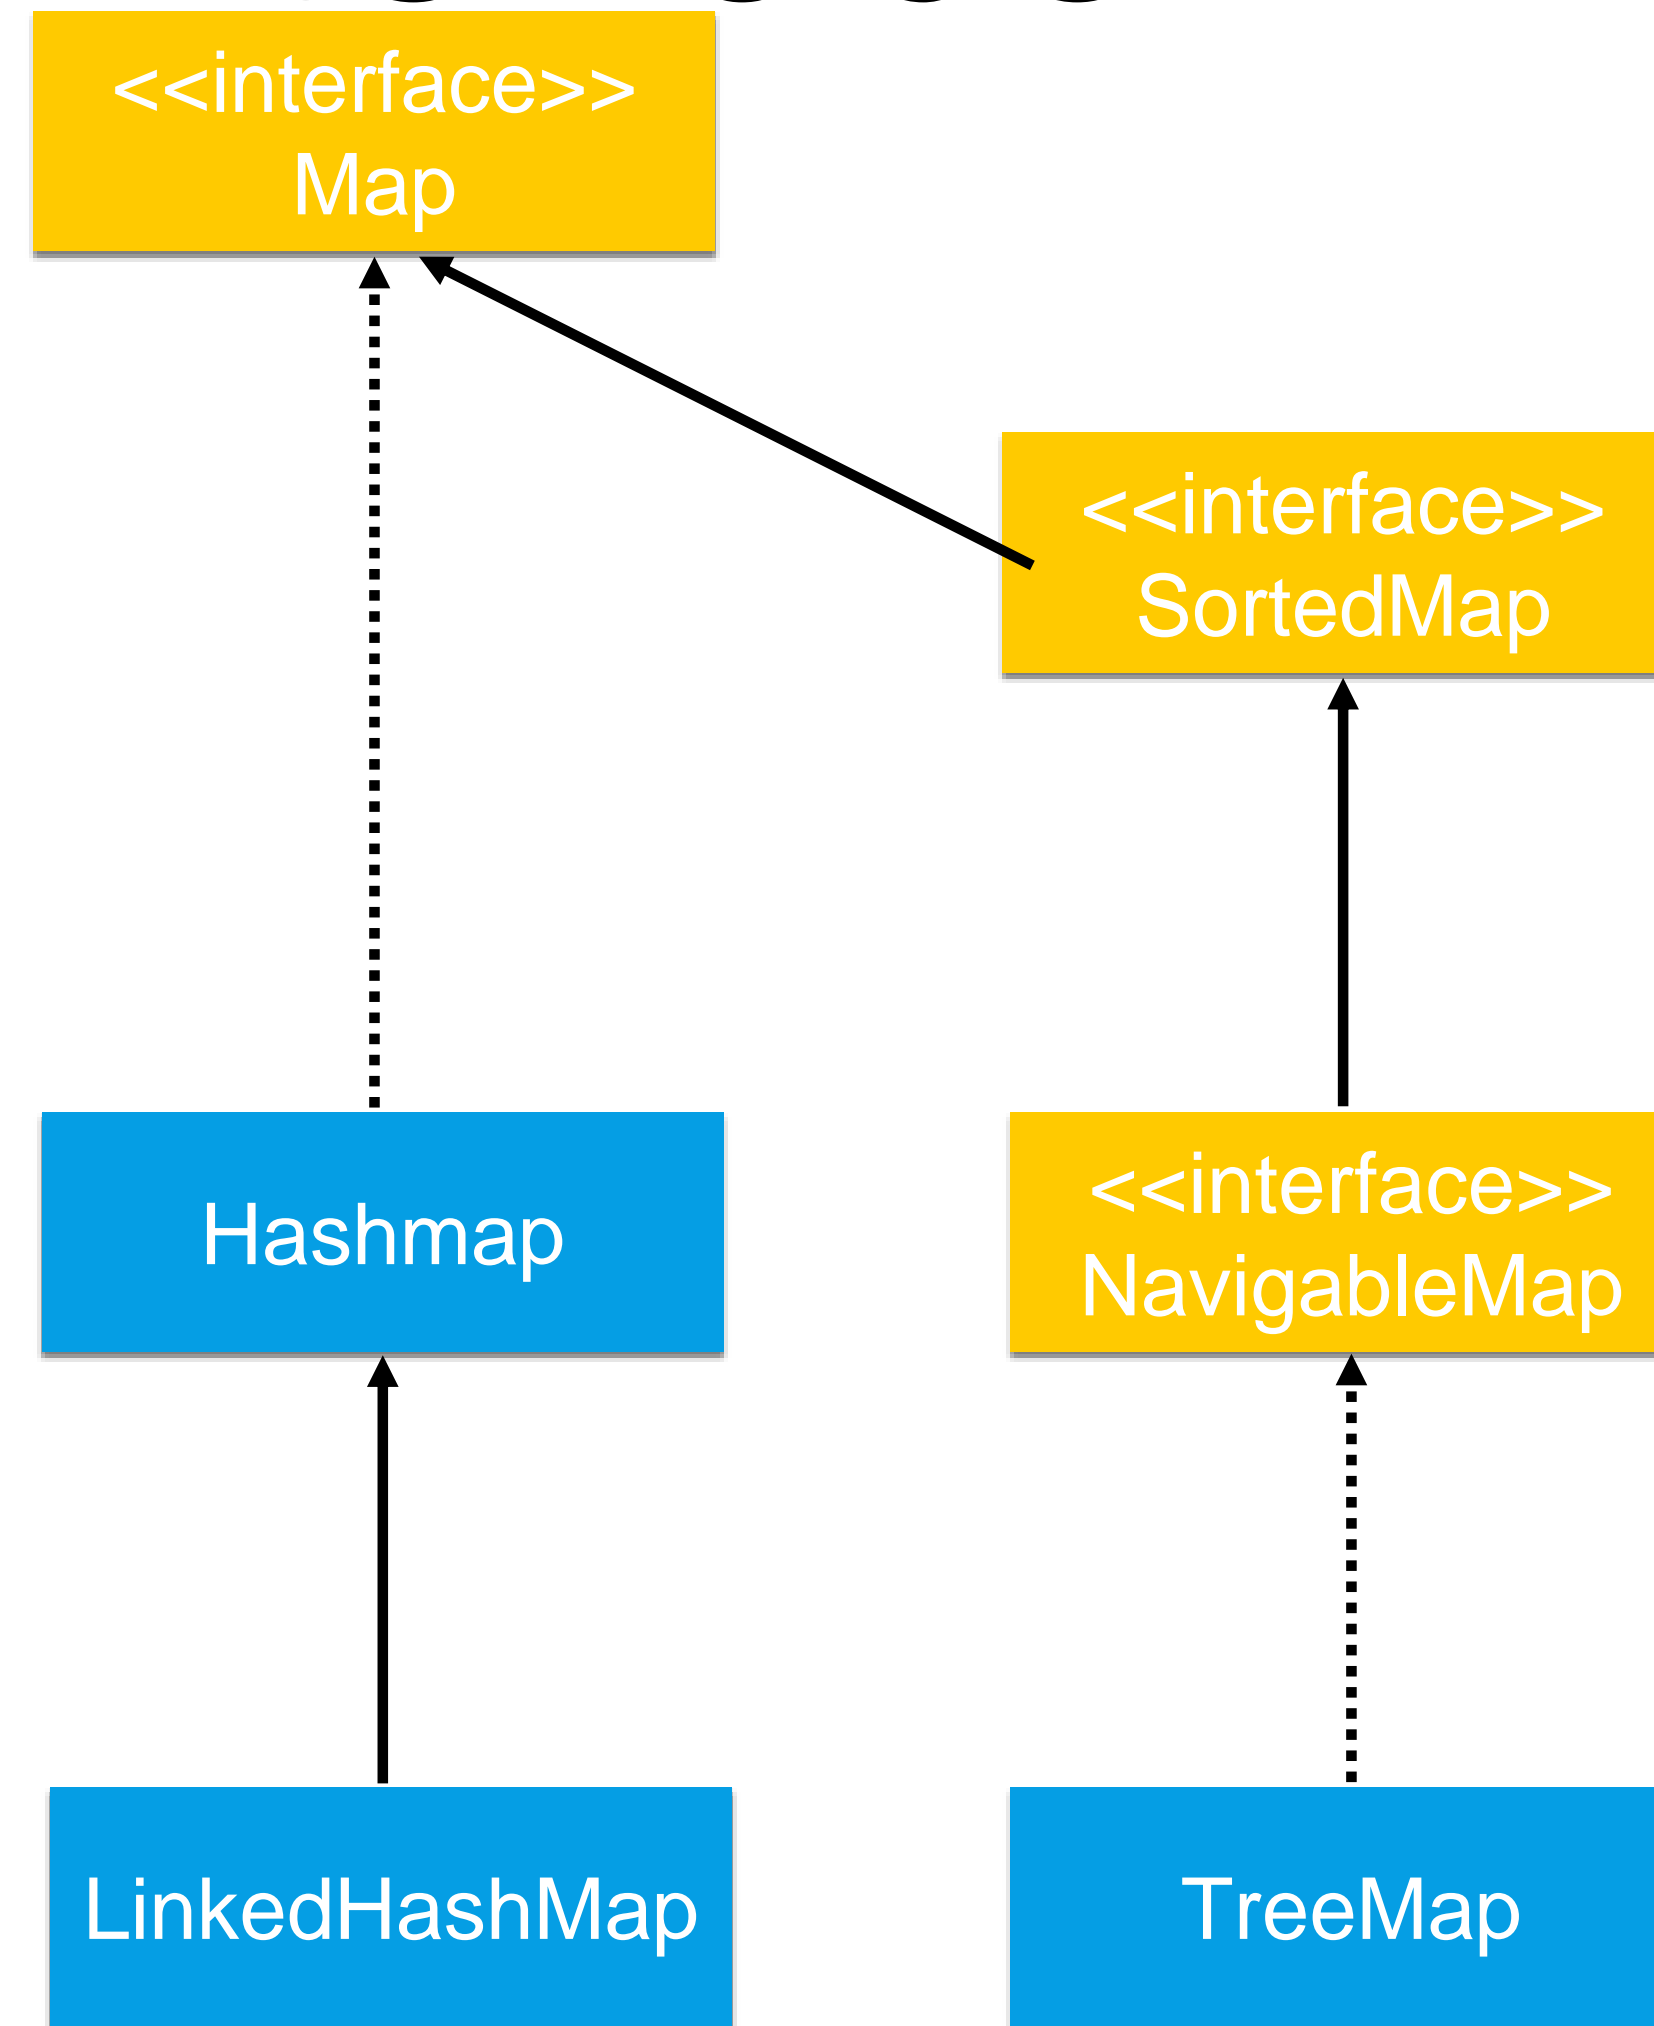 <<interface>>
Map
<<interface>>
SortedMap
Hashmap
<<interface>>
NavigableMap
LinkedHashMap
TreeMap